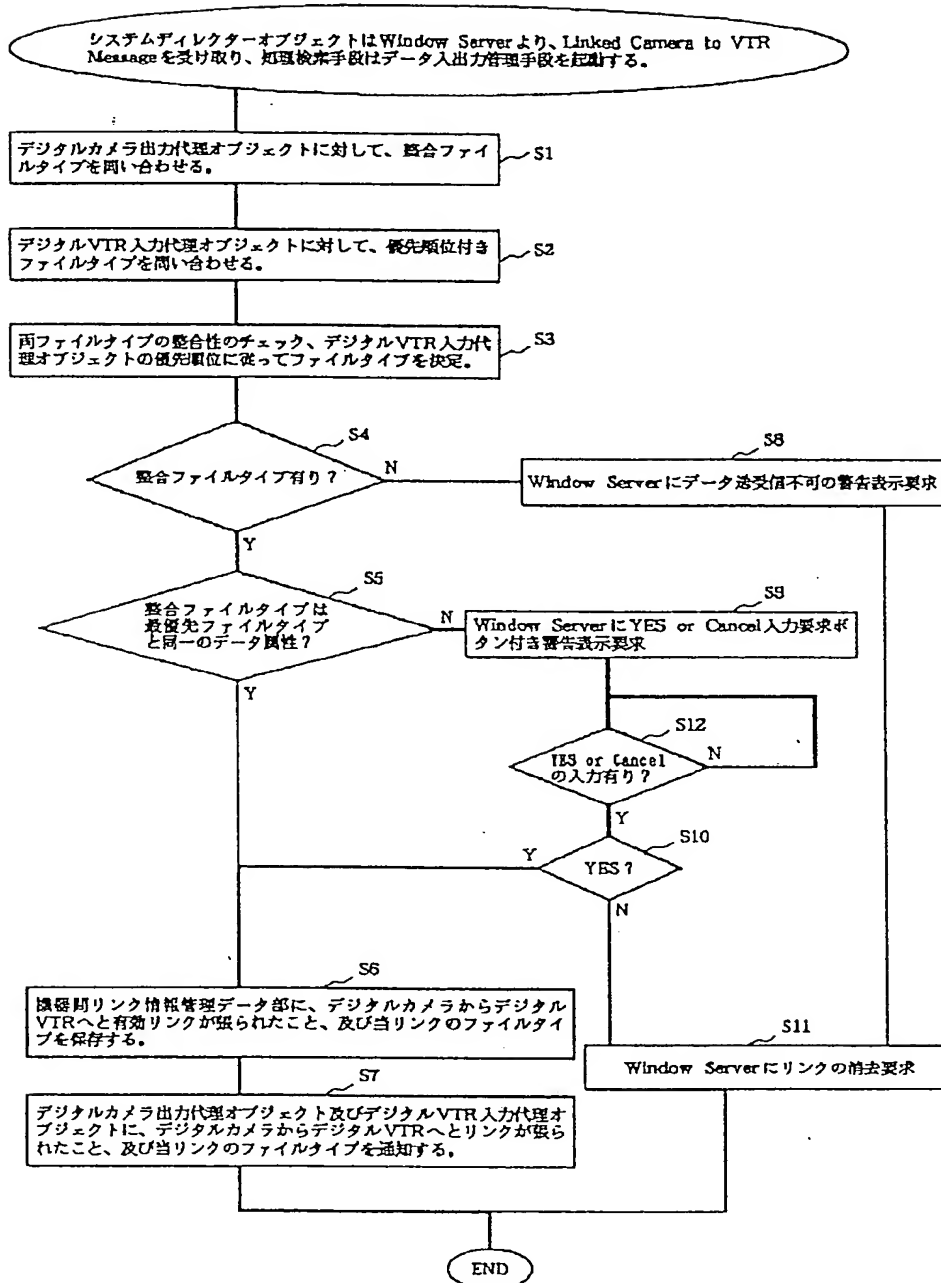 システムディレクターオブジェクトはWindow Serverより、Linked Camera to VTR
Messageを受け取り、処理検索手段はデータ入出力管理手段を起動する。
デジタルカメラ出力代理オブジェクトに対して、整合ファイ
ルタイプを問い合わせる。
S1
デジタルVTR入力代理オブジェクトに対して、優先順位付き
ファイルタイプを問い合わせる。
S2
両ファイルタイプの整合性のチェック、デジタルVTR入力代
理オブジェクトの優先順位に従ってファイルタイプを決定。
S3
S4
整合ファイルタイプ有り?
N
Y
S8
Window Serverにデータ送受信不可の警告表示要求
S5
整合ファイルタイプは
最優先ファイルタイプ
と同一のデータ属性?
N
Y
S9
Window ServerにYES or Cancel入力要求ボ
タン付き警告表示要求
S12
YES or Cancel
の入力有り?
N
Y
S10
YES?
Y
N
S6
機器間リンク情報管理データ部に、デジタルカメラからデジタル
VTRへと有効リンクが張られたこと、及び当リンクのファイルタイプ
を保存する。
S11
Window Serverにリンクの消去要求
S7
デジタルカメラ出力代理オブジェクト及びデジタルVTR入力代理オ
ブジェクトに、デジタルカメラからデジタルVTRへとリンクが張ら
れたこと、及び当リンクのファイルタイプを通知する。
END